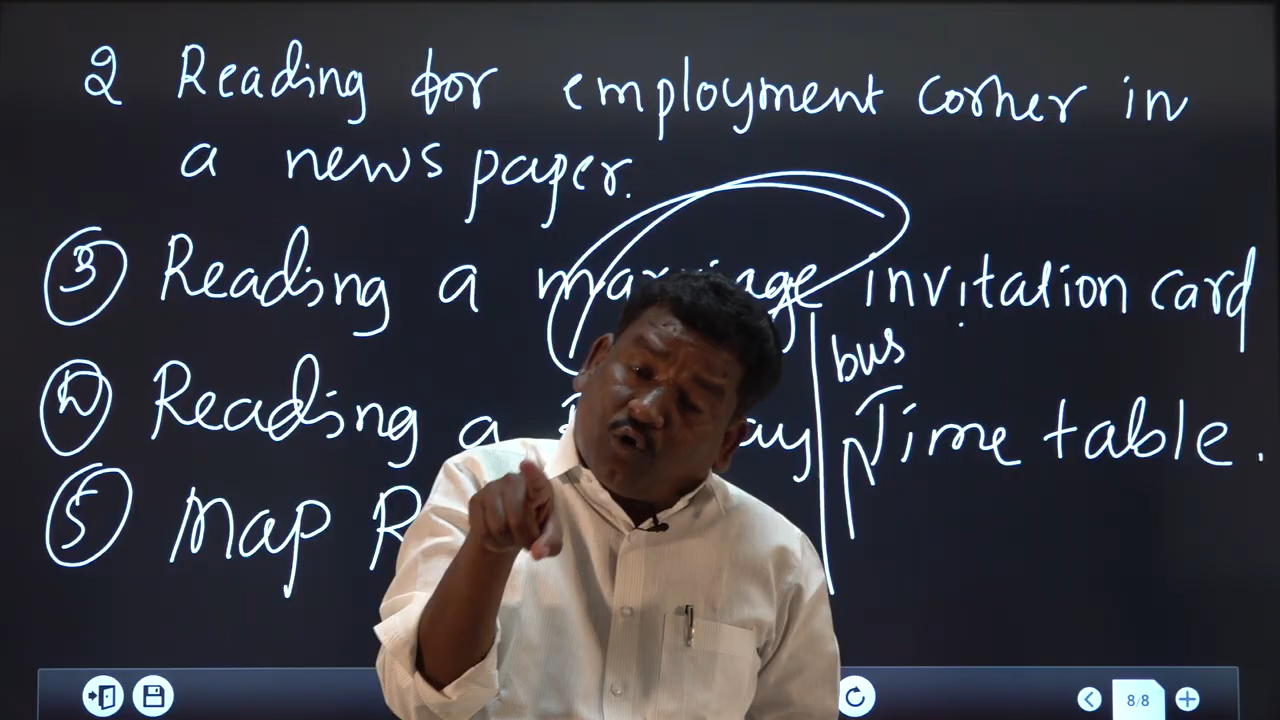 2 Reading for employment corner in
a news paper.
3 Reading a marriage invitation card
bus
4 Reading a Time table.
5 Map
8/8